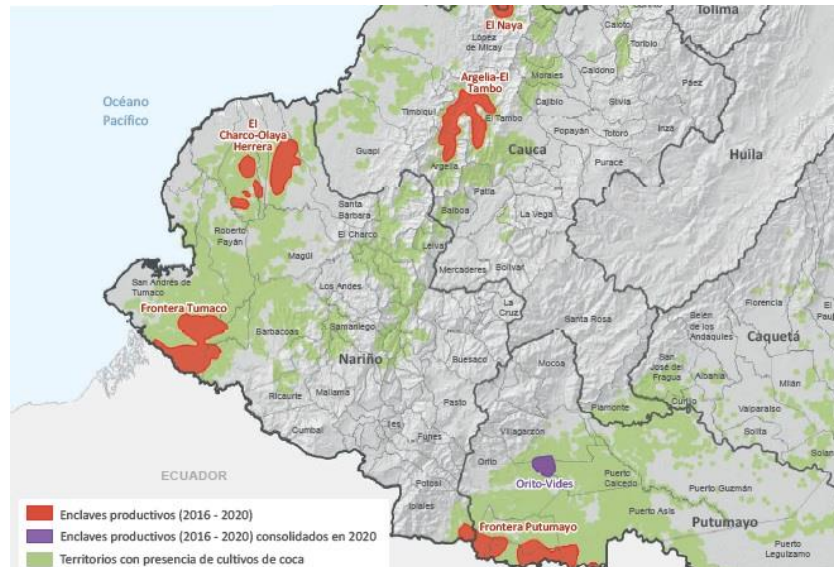 Tolima
El Naya
López
de Micay
Caloto
Toribío
Morales
Caldono
Páez
Argelia-El
Tambo
Océano
Pacífico
Timbiquí
El Tambo
Cajibío
Silvia
El
Charco-Olaya
Herrera
Popayán
Totoró
Inza
Guapi
Cauca
Huila
Argelia
Puracé
Patía
Santa
Bárbara
Balboa
La Vega
Roberto
Payán
El Charco
Leiva
Magüí
Mercaderes
Bolívar
San Andrés de
Tumaco
Los Andes
La
Cruz
Florencia
El
Pauj
Frontera Tumaco
Santa Rosa
Belén
de los
Andaquies
Barbacoas
Samaniego
Caquetá
Nariño
Buesaco
Mocoa
San
José del
Fragua
Albania
Milán
Ricaurte
Mallama
Pasto
Curillo
Piamonte
Valparaíso
Cumbal
Iles
Funes
Villagarzón
Solita
Solan
Orito
ECUADOR
Potosí
Orito-Vides
Puerto
Caicedo
Puerto Guzmán
Ipiales
Enclaves productivos (2016 - 2020)
Frontera Putumayo
Puerto Asís
Putumayo
Enclaves productivos (2016 - 2020) consolidados en 2020
Puerto
Leguízamo
Territorios con presencia de cultivos de coca